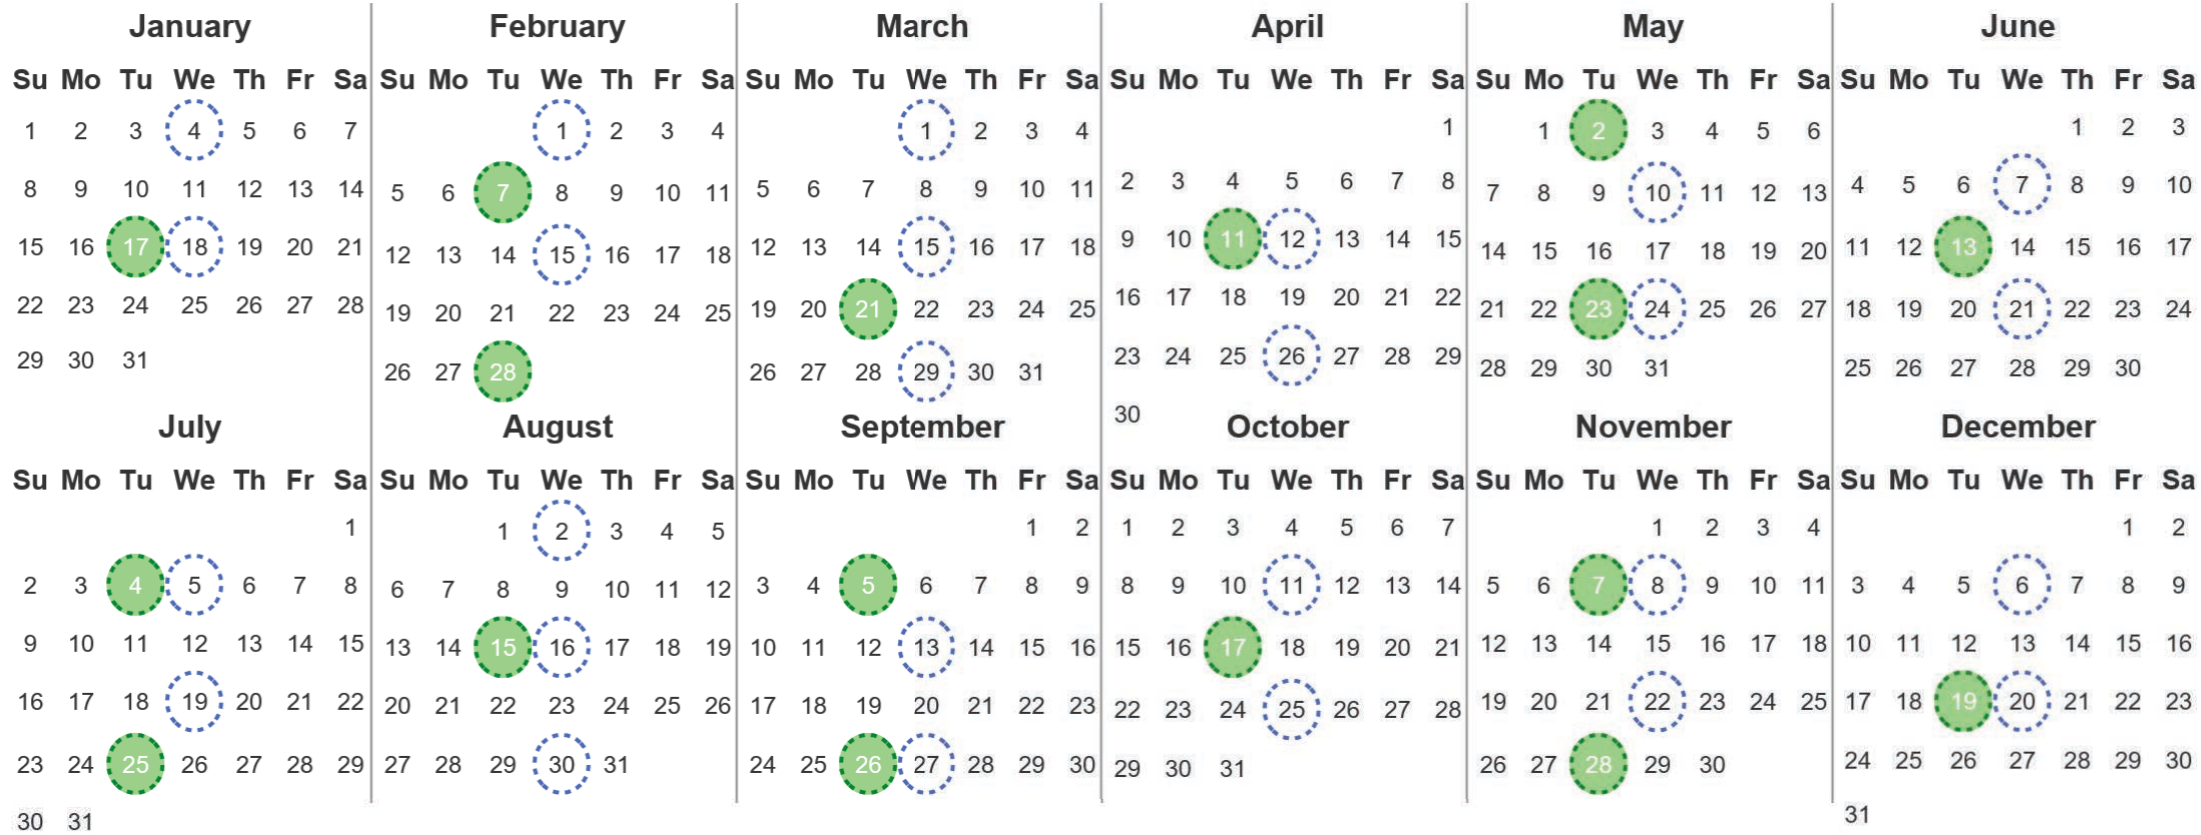 January February March April May June
Su Mo Tu We Th Fr Sa Su Mo Tu We Th Fr Sa Su Mo Tu We Th Fr Sa Su Mo Tu We Th Fr Sa Su Mo Tu We Th Fr Sa Su Mo Tu We Th Fr Sa
1 2 3 4 5 6 7 1 2 3 4 1 2 3 4 1 1 2 3 4 5 6 1 2 3
8 9 10 11 12 13 14 5 6 7 8 9 10 11 5 6 7 8 9 10 11 2 3 4 5 6 7 8 7 8 9 10 11 12 13 4 5 6 7 8 9 10
15 16 17 18 19 20 21 12 13 14 15 16 17 18 12 13 14 15 16 17 18 9 10 11 12 13 14 15 14 15 16 17 18 19 20 11 12 13 14 15 16 17
22 23 24 25 26 27 28 19 20 21 22 23 24 25 19 20 21 22 23 24 25 16 17 18 19 20 21 22 21 22 23 24 25 26 27 18 19 20 21 22 23 24
29 30 31 26 27 28 26 27 28 29 30 31 23 24 25 26 27 28 29 28 29 30 31 25 26 27 28 29 30
30
July August September October November December
Su Mo Tu We Th Fr Sa Su Mo Tu We Th Fr Sa Su Mo Tu We Th Fr Sa Su Mo Tu We Th Fr Sa Su Mo Tu We Th Fr Sa Su Mo Tu We Th Fr Sa
1 1 2 3 4 5 1 2 1 2 3 4 5 6 7 1 2 3 4 1 2
2 3 4 5 6 7 8 6 7 8 9 10 11 12 3 4 5 6 7 8 9 8 9 10 11 12 13 14 5 6 7 8 9 10 11 3 4 5 6 7 8 9
9 10 11 12 13 14 15 13 14 15 16 17 18 19 10 11 12 13 14 15 16 15 16 17 18 19 20 21 12 13 14 15 16 17 18 10 11 12 13 14 15 16
16 17 18 19 20 21 22 20 21 22 23 24 25 26 17 18 19 20 21 22 23 22 23 24 25 26 27 28 19 20 21 22 23 24 25 17 18 19 20 21 22 23
23 24 25 26 27 28 29 27 28 29 30 31 24 25 26 27 28 29 30 29 30 31 26 27 28 29 30 24 25 26 27 28 29 30
30 31 31